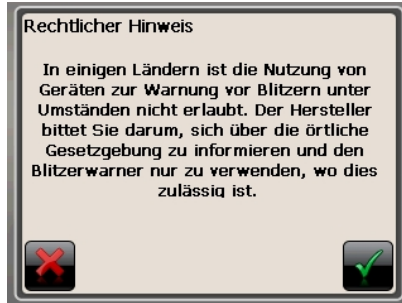 Rechtlicher Hinweis
In einigen Ländern ist die Nutzung von
Geräten zur Warnung vor Blitzern unter
Umständen nicht erlaubt. Der Hersteller
bittet Sie darum, sich über die örtliche
Gesetzgebung zu informieren und den
Blitzerwarner nur zu verwenden, wo dies
zulässig ist.